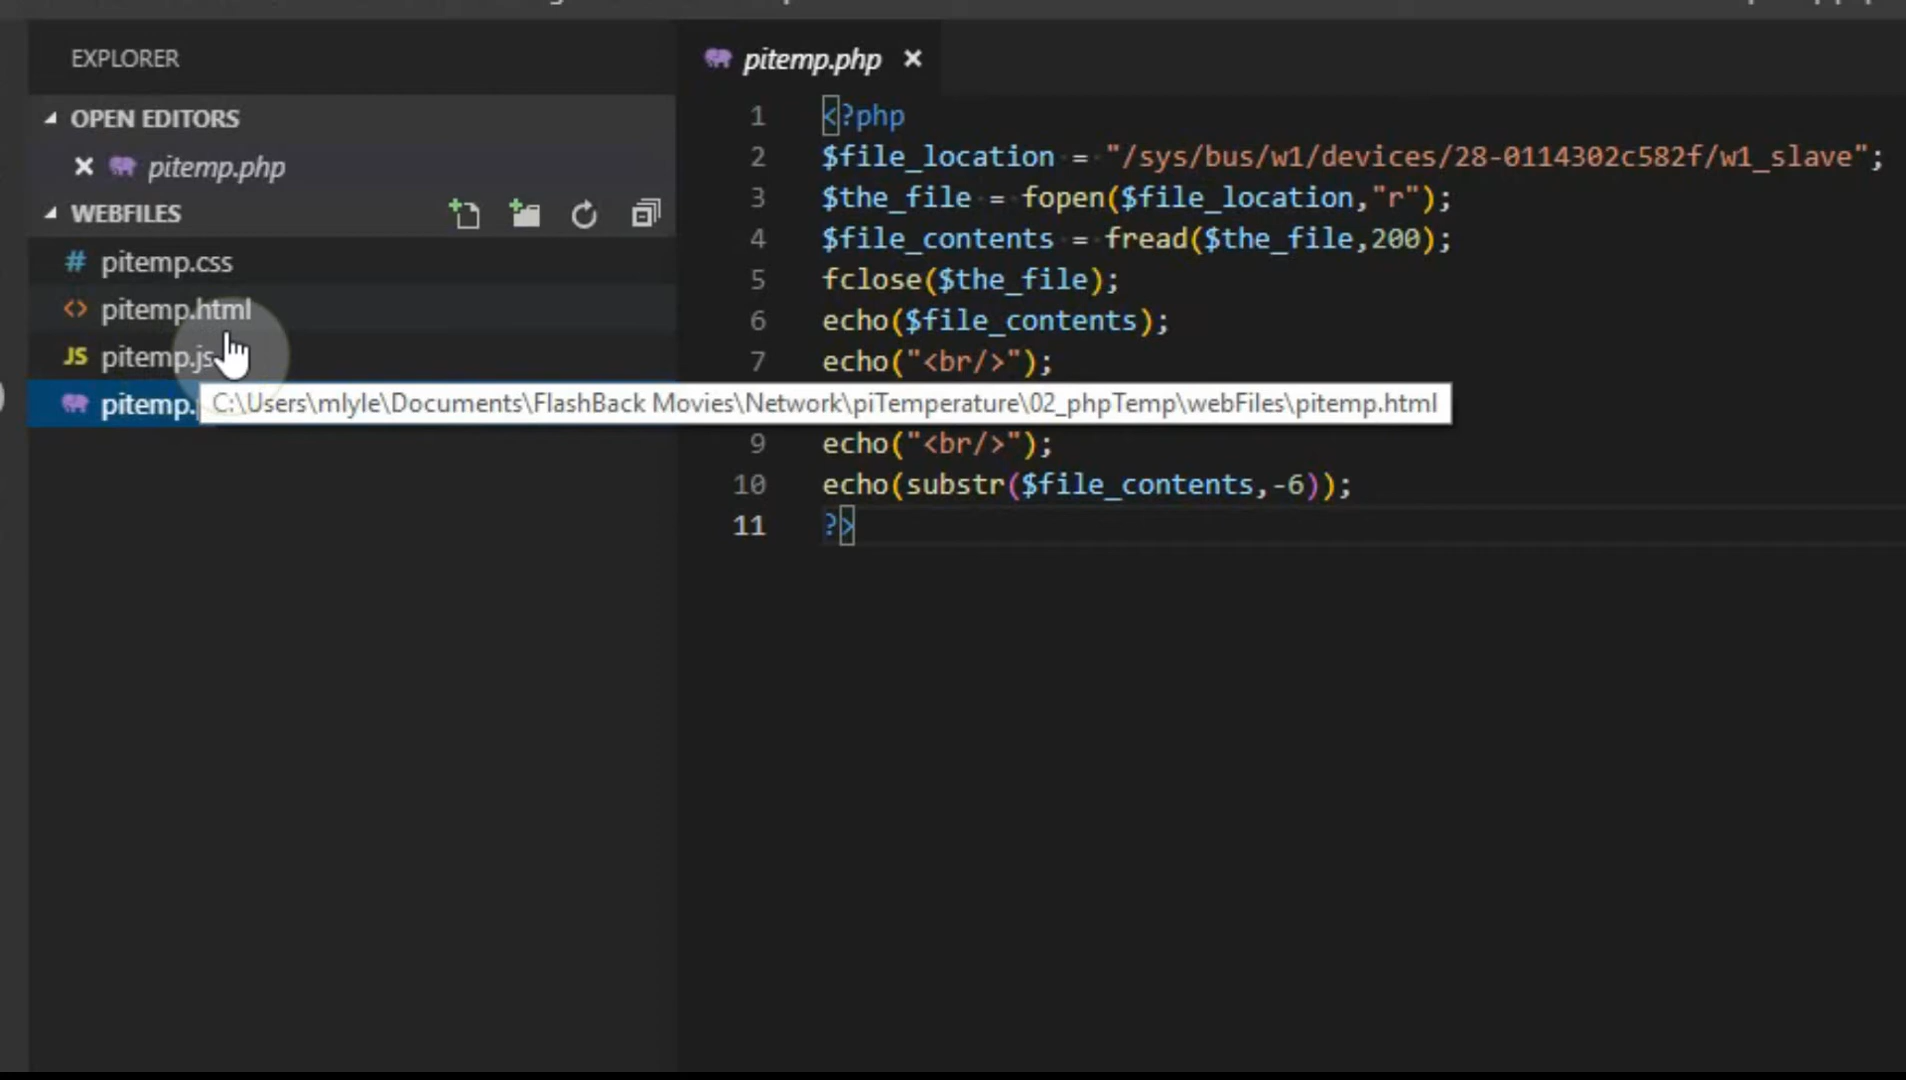 EXPLORER
OPEN EDITORS
pitemp.php
WEBFILES
pitemp.css
pitemp.html
pitemp.js
pitemp.
C:\Users\mlyle\Documents\FlashBack Movies\Network\piTemperature\02_phpTemp\webFiles\pitemp.html
pitemp.php
1 <?php
2 $file_location = "/sys/bus/w1/devices/28-0114302c582f/w1_slave";
3 $the_file = fopen($file_location,"r");
4 $file_contents = fread($the_file,200);
5 fclose($the_file);
6 echo($file_contents);
7 echo("<br/>");
9 echo("<br/>");
10 echo(substr($file_contents,-6));
11 ?>